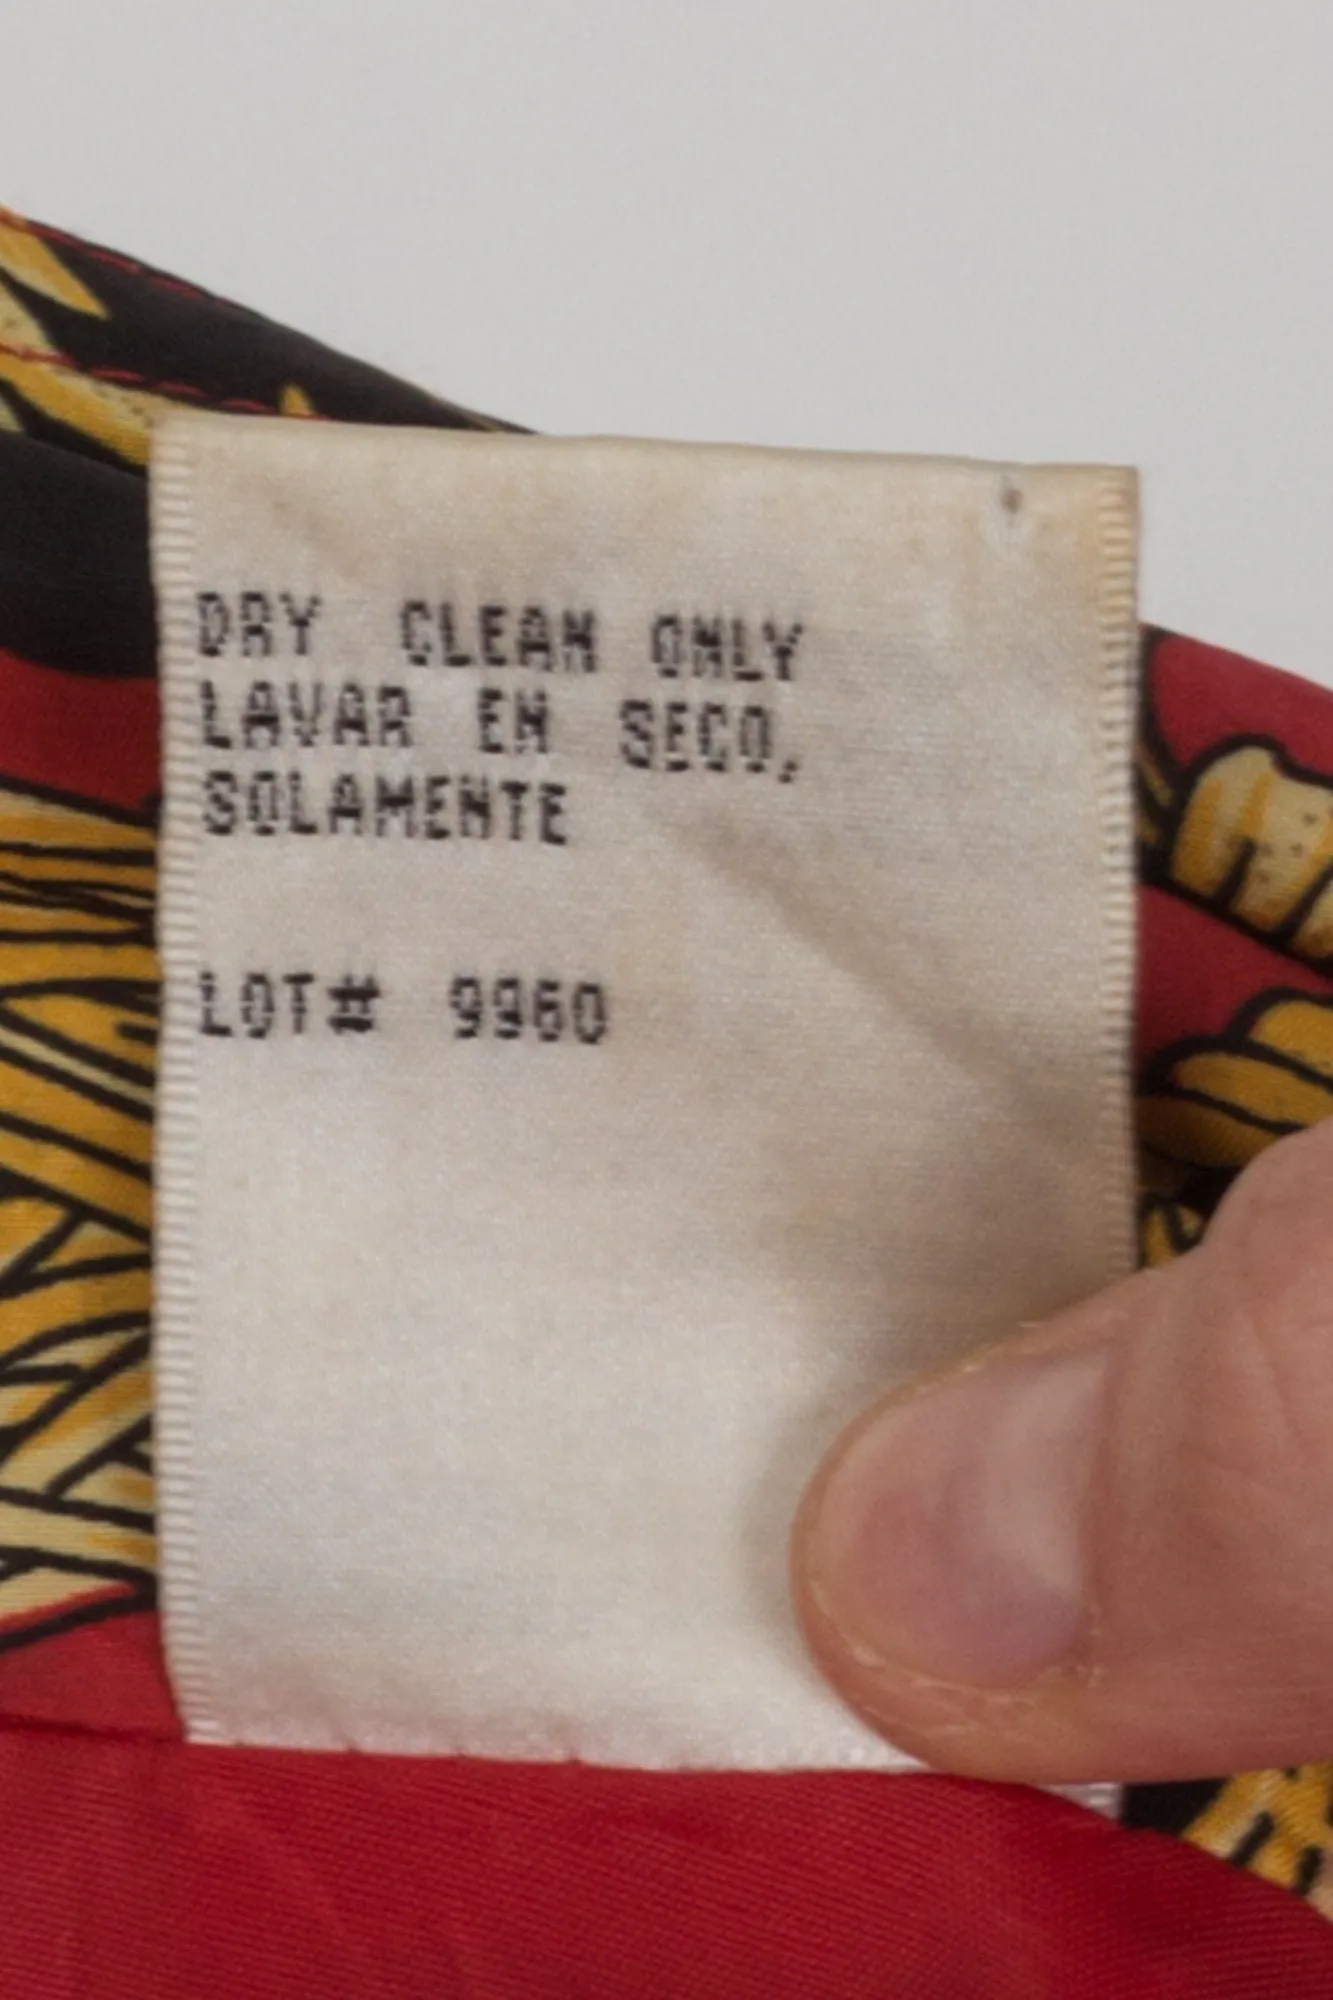 DRY CLEAN ONLY
LAVAR EN SECO,
SOLAMENTE
LOT# 9960